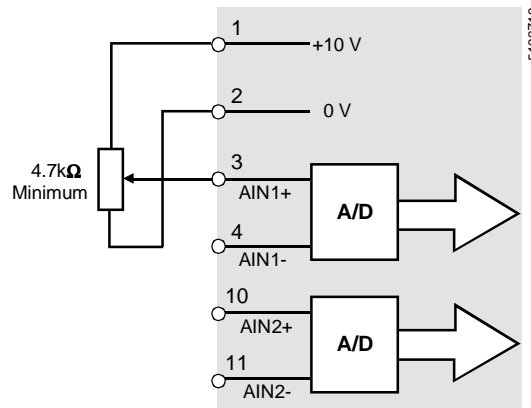 1
+10 V
2
0 V
4.7kΩ
Minimum
3
AIN1+
A/D
4
AIN1-
10
AIN2+
A/D
11
AIN2-